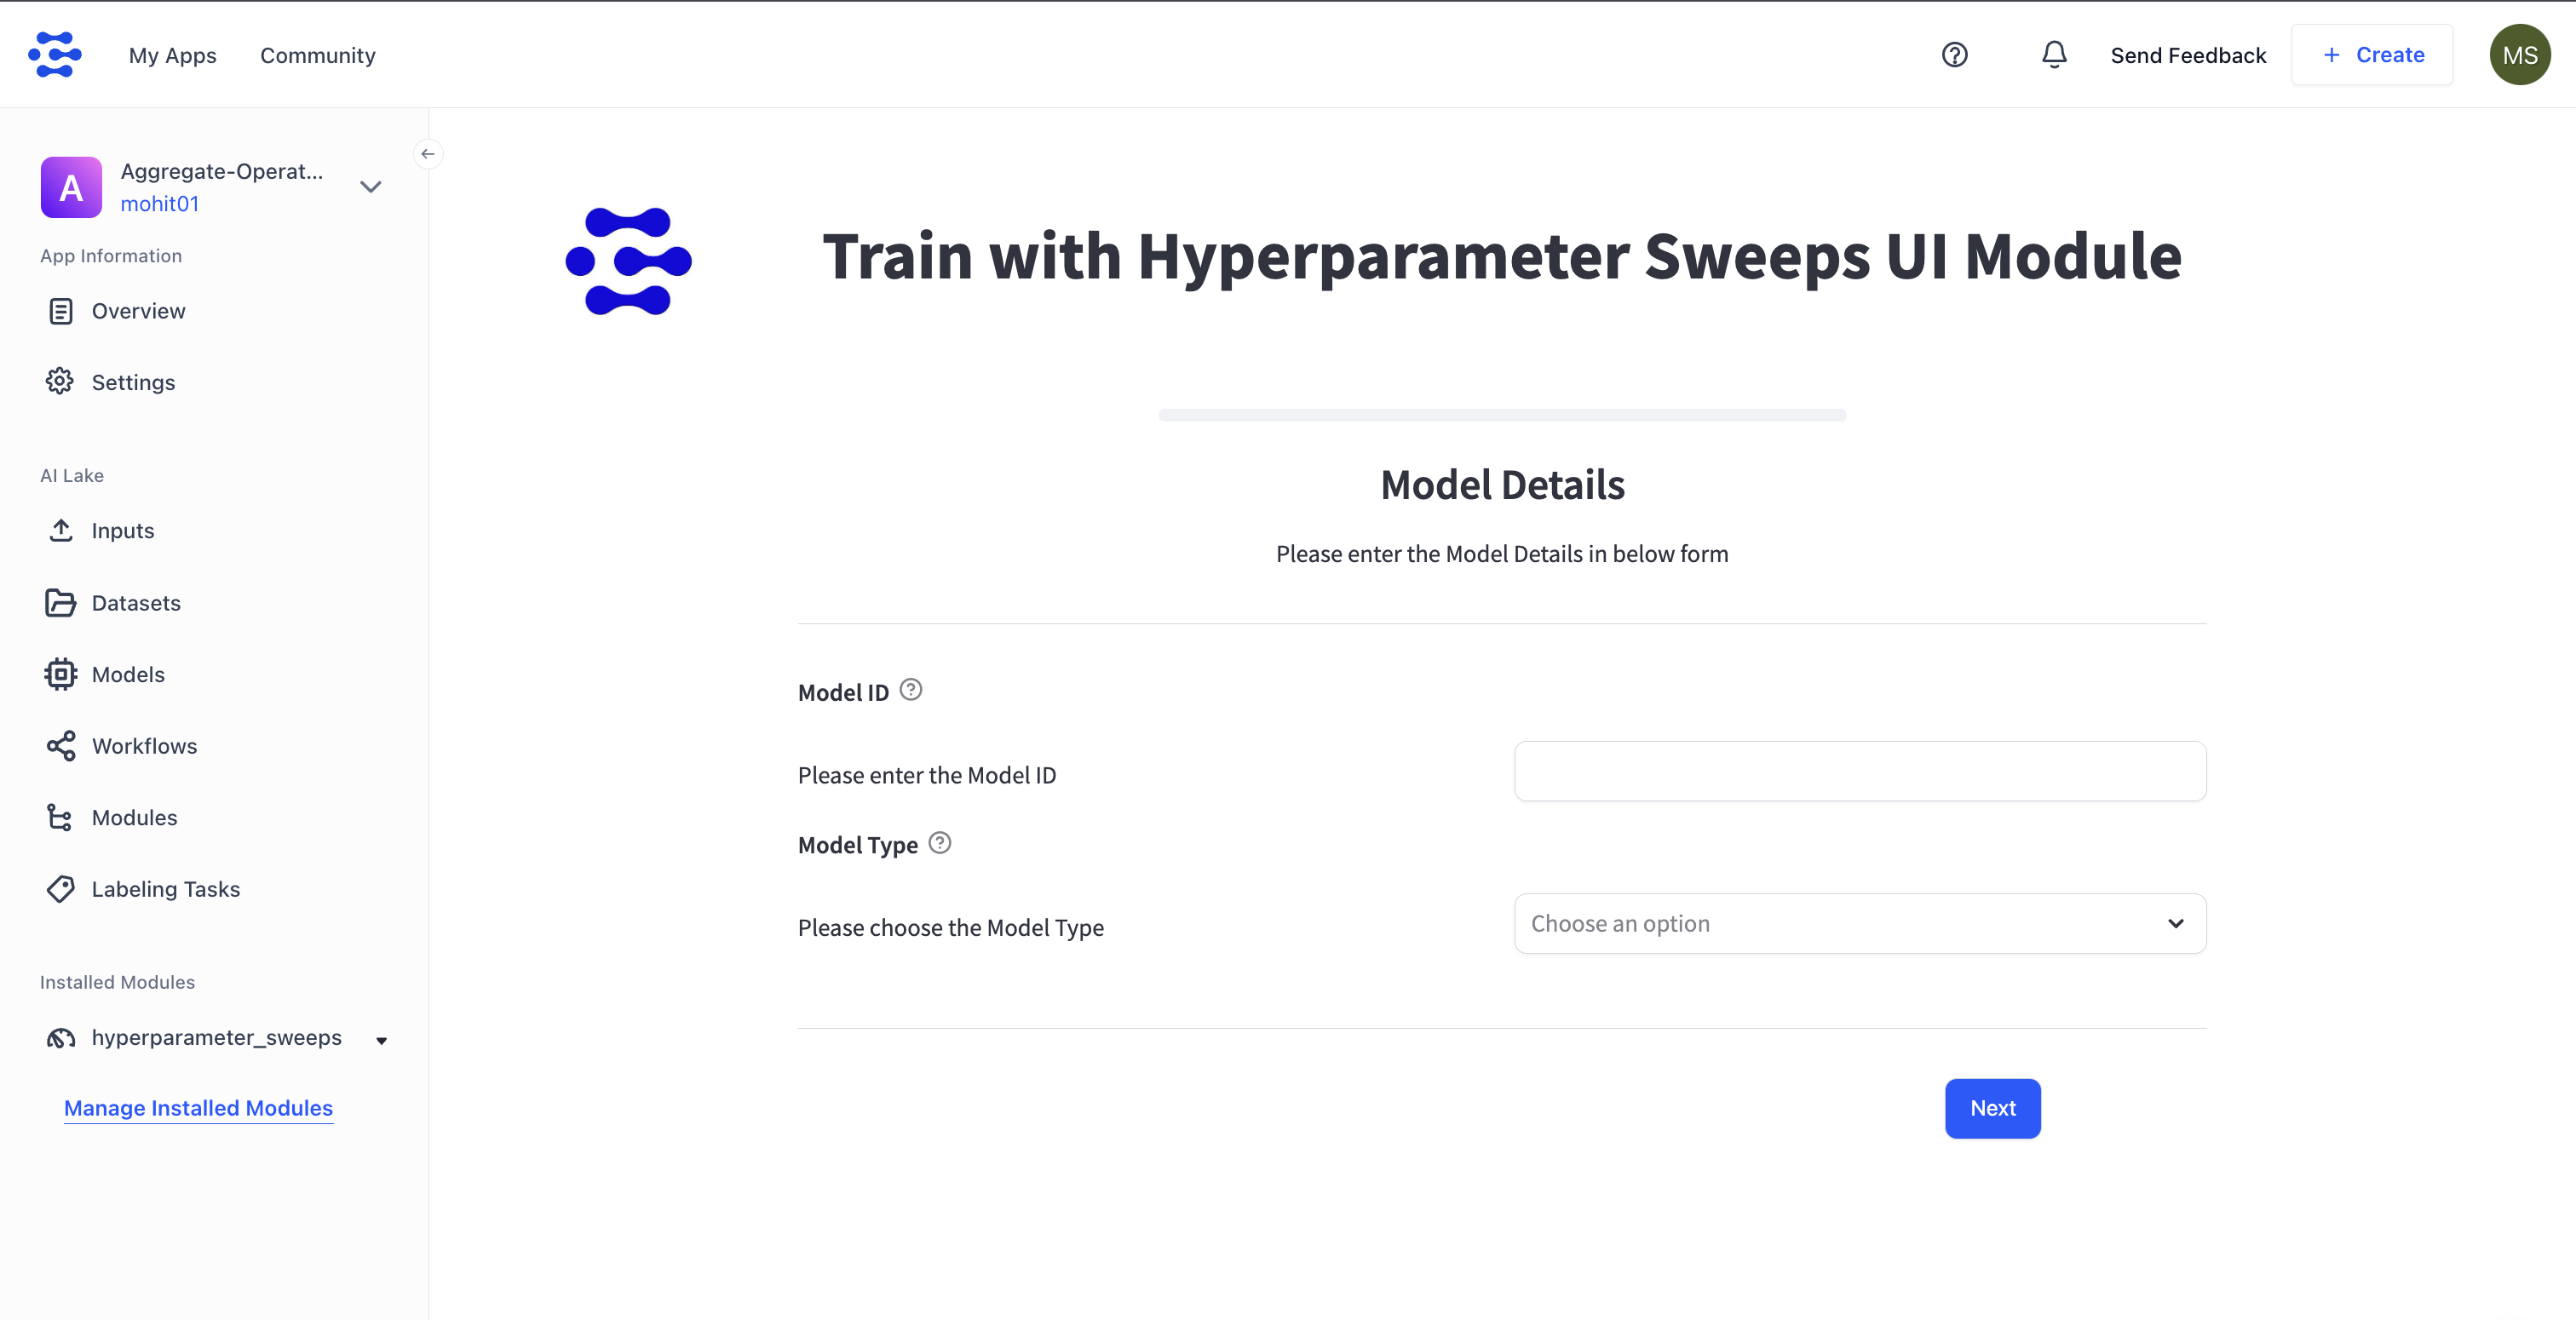 My Apps
Community
Send Feedback
+ Create
MS
A
Aggregate-Operat...
mohit01
App Information
Overview
Settings
AI Lake
Inputs
Datasets
Models
Workflows
Modules
Labeling Tasks
Installed Modules
hyperparameter_sweeps
Manage Installed Modules
Train with Hyperparameter Sweeps UI Module
Model Details
Please enter the Model Details in below form
Model ID
Please enter the Model ID
Model Type
Please choose the Model Type
Choose an option
Next